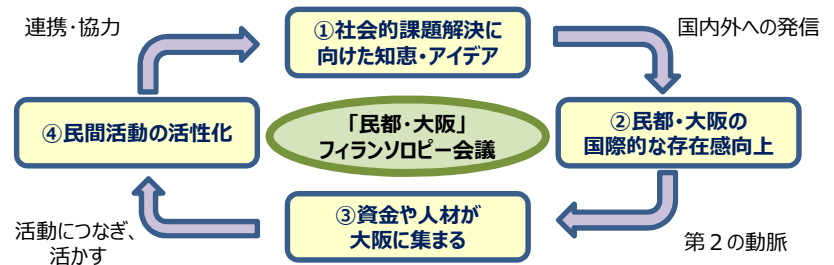 連携・協力
①社会的課題解決に
向けた知恵・アイデア
国内外への発信
④民間活動の活性化
「民都・大阪」
フィランソロピー会議
②民都・大阪の
国際的な存在感向上
活動につなぎ、
活かす
③資金や人材が
大阪に集まる
第２の動脈